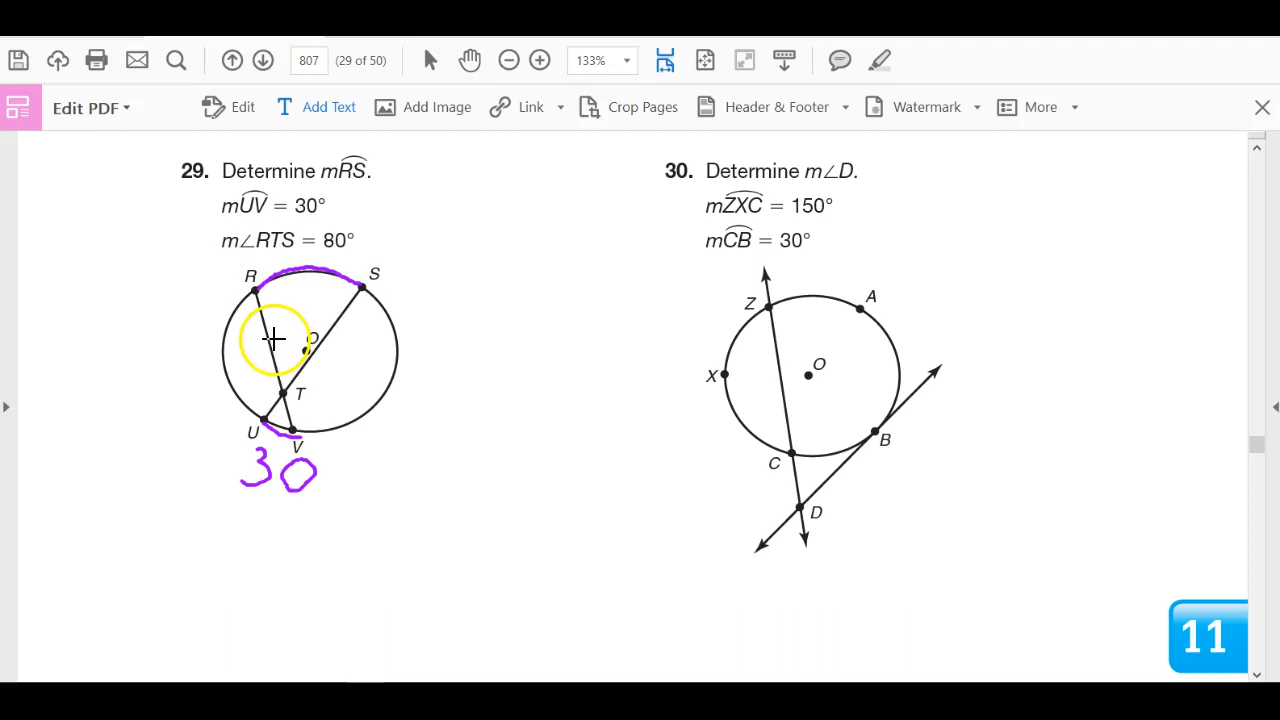 807 (29 of 50) 133%
Edit PDF Edit Add Text Add Image Link Crop Pages Header & Footer Watermark More
29. Determine mRS.
mUV = 30°
m∠RTS = 80°
R S
O
T
U V
30
30. Determine m∠D.
mZXC = 150°
mCB = 30°
Z A
X O
C B
D
11